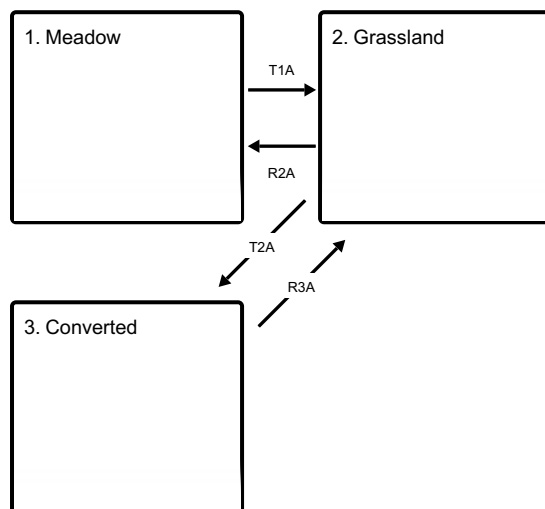 1. Meadow
2. Grassland
T1A
R2A
T2A
R3A
3. Converted